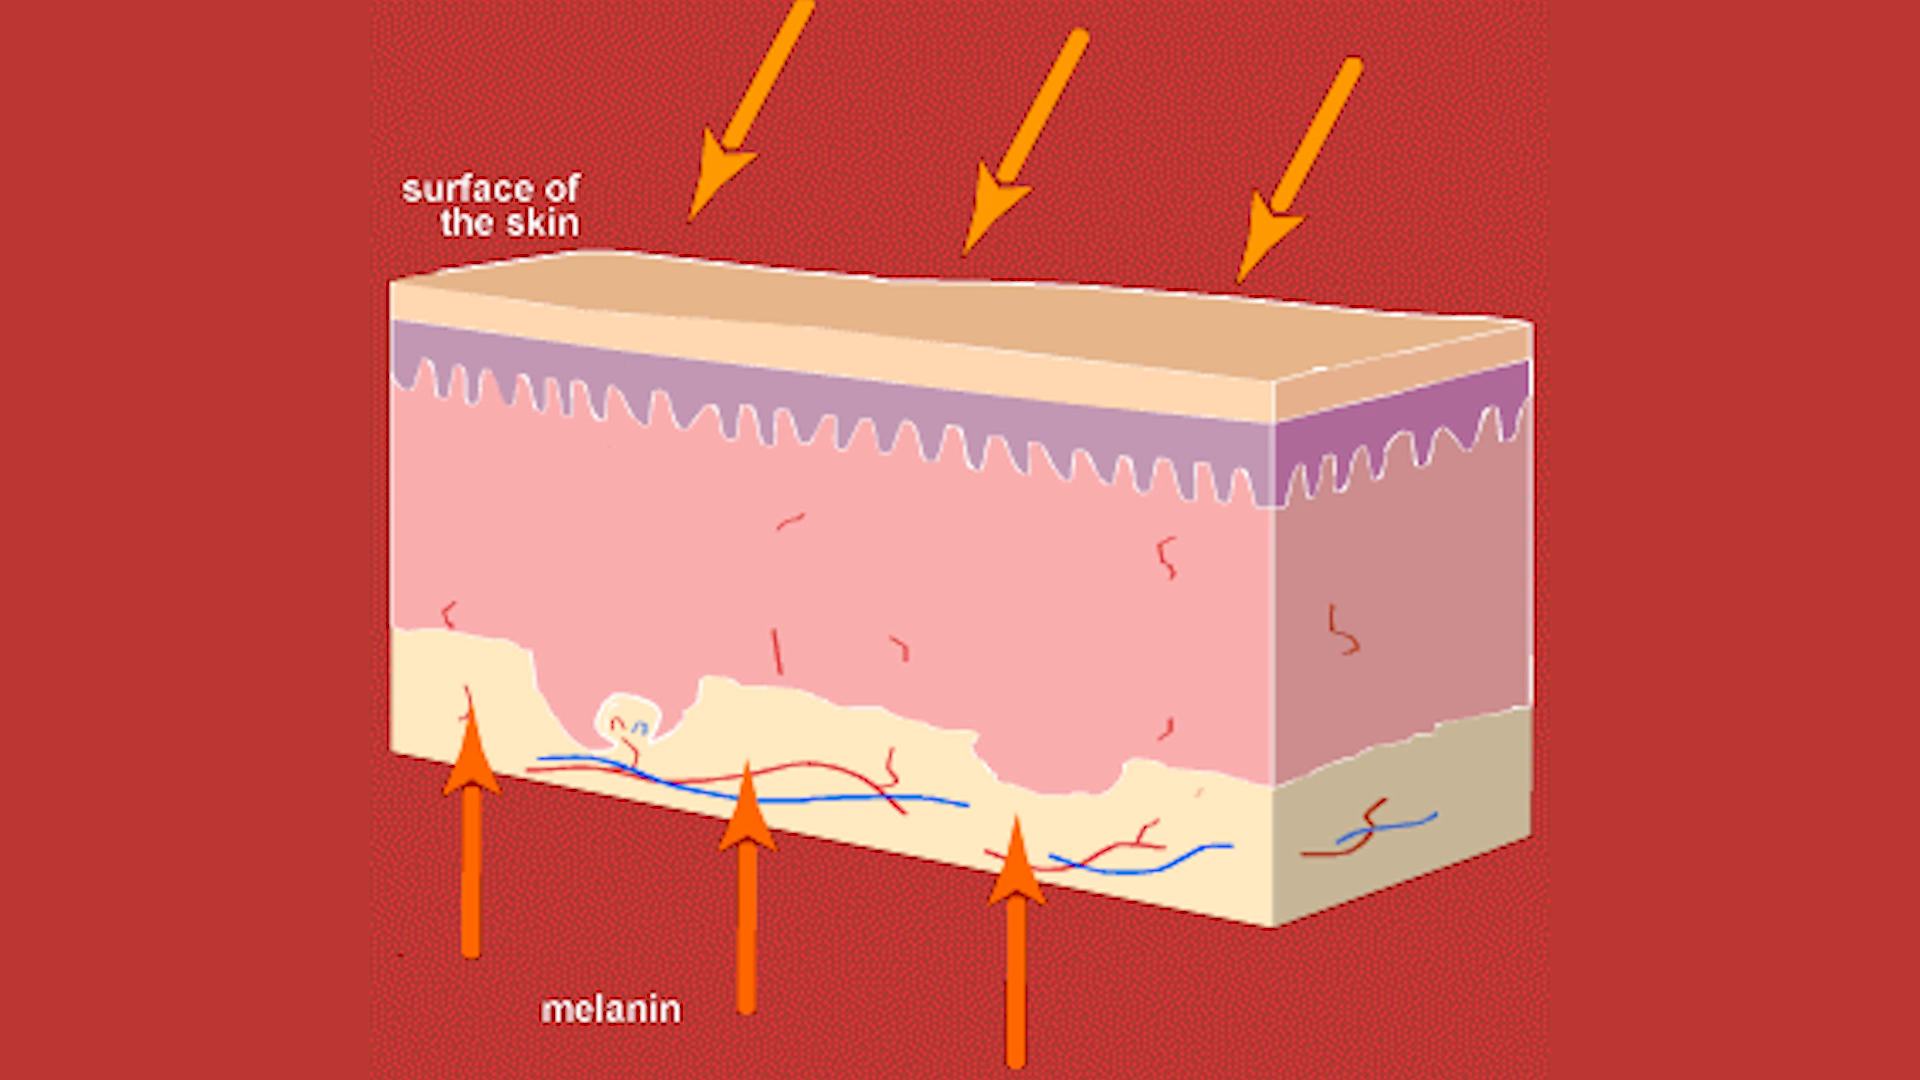 surface of
the skin
melanin